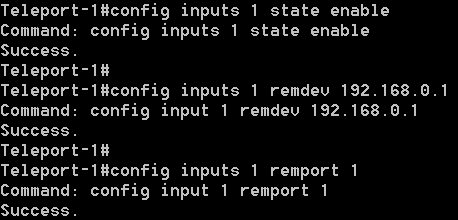 Teleport-1#config inputs 1 state enable
Command: config inputs 1 state enable
Success.
Teleport-1#
Teleport-1#config inputs 1 remdev 192.168.0.1
Command: config input 1 remdev 192.168.0.1
Success.
Teleport-1#
Teleport-1#config inputs 1 remport 1
Command: config input 1 remport 1
Success.